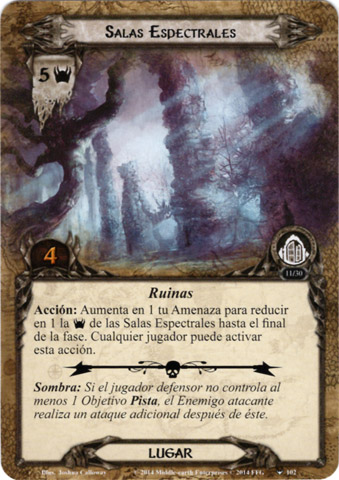 SALAS ESPECTRALES
5
4
11/30
Ruinas
Acción: Aumenta en 1 tu Amenaza para reducir
en 1 la de las Salas Espectrales hasta el final
de la fase. Cualquier jugador puede activar
esta acción.
Sombra: Si el jugador defensor no controla al
menos 1 Objetivo Pista, el Enemigo atacante
realiza un ataque adicional después de éste.
LUGAR
Illus. Joshua Calloway © 2014 Middle-earth Enterprises © 2014 FFG 102